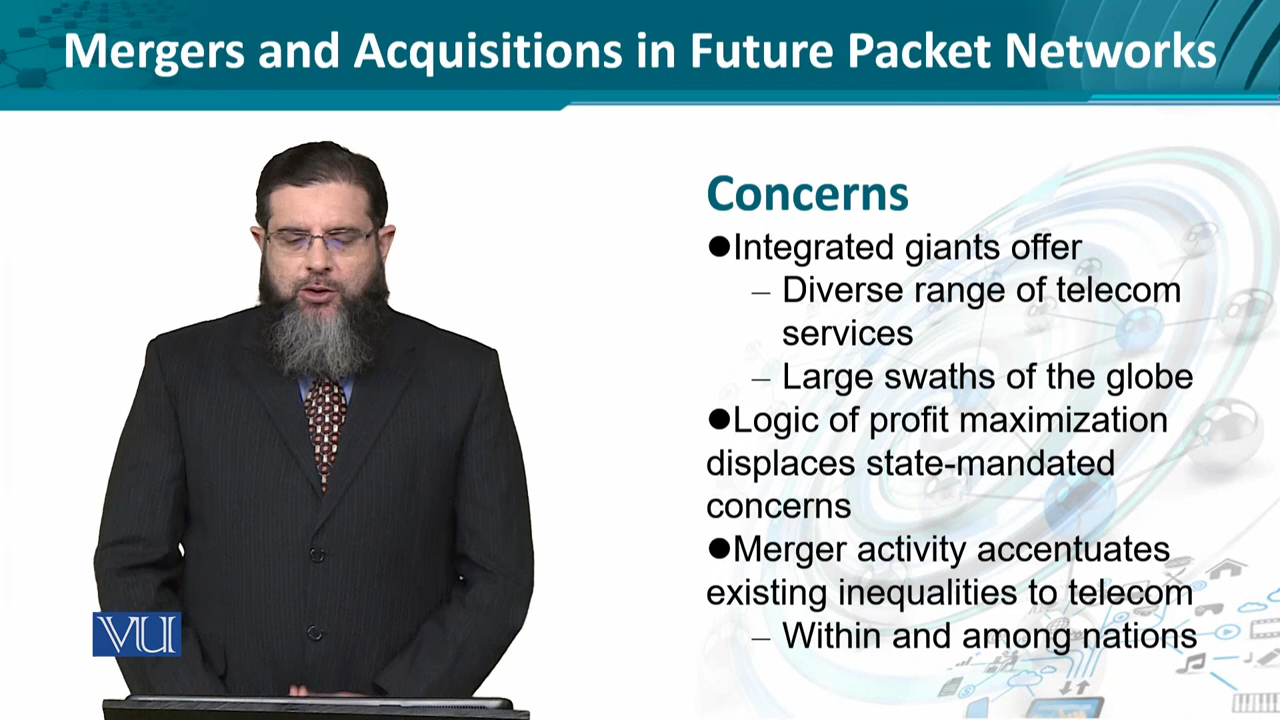 Mergers and Acquisitions in Future Packet Networks
Concerns
●Integrated giants offer
– Diverse range of telecom
services
– Large swaths of the globe
●Logic of profit maximization
displaces state-mandated
concerns
●Merger activity accentuates
existing inequalities to telecom
– Within and among nations
VU